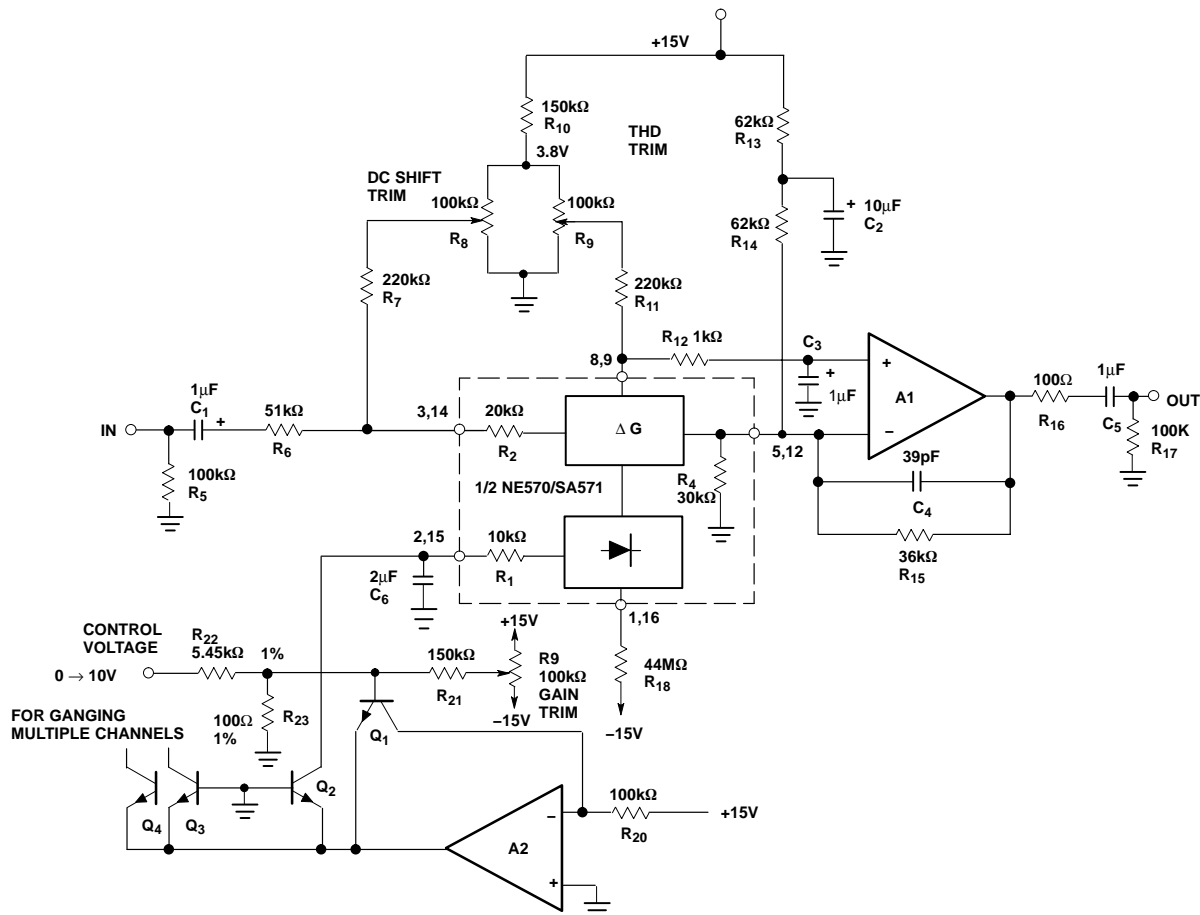 +15V
150kΩ
R10
62kΩ
R13
THD
TRIM
3.8V
DC SHIFT
TRIM
100kΩ
R8
100kΩ
R9
62kΩ
R14
+
10μF
C2
220kΩ
R7
220kΩ
R11
R12 1kΩ
C3
+
1μF
8,9
+
A1
−
100Ω
R16
1μF
C5
OUT
100K
R17
1μF
C1
+
IN
51kΩ
R6
3,14
20kΩ
R2
Δ G
5,12
39pF
C4
100kΩ
R5
1/2 NE570/SA571
R4
30kΩ
36kΩ
R15
2,15
10kΩ
R1
2μF
C6
1,16
+15V
CONTROL
VOLTAGE
R22
5.45kΩ
1%
150kΩ
R21
R9
100kΩ
GAIN
TRIM
44MΩ
R18
0 → 10V
−15V
−15V
FOR GANGING
MULTIPLE CHANNELS
100Ω
1%
R23
Q1
Q2
Q4
Q3
100kΩ
R20
+15V
−
A2
+